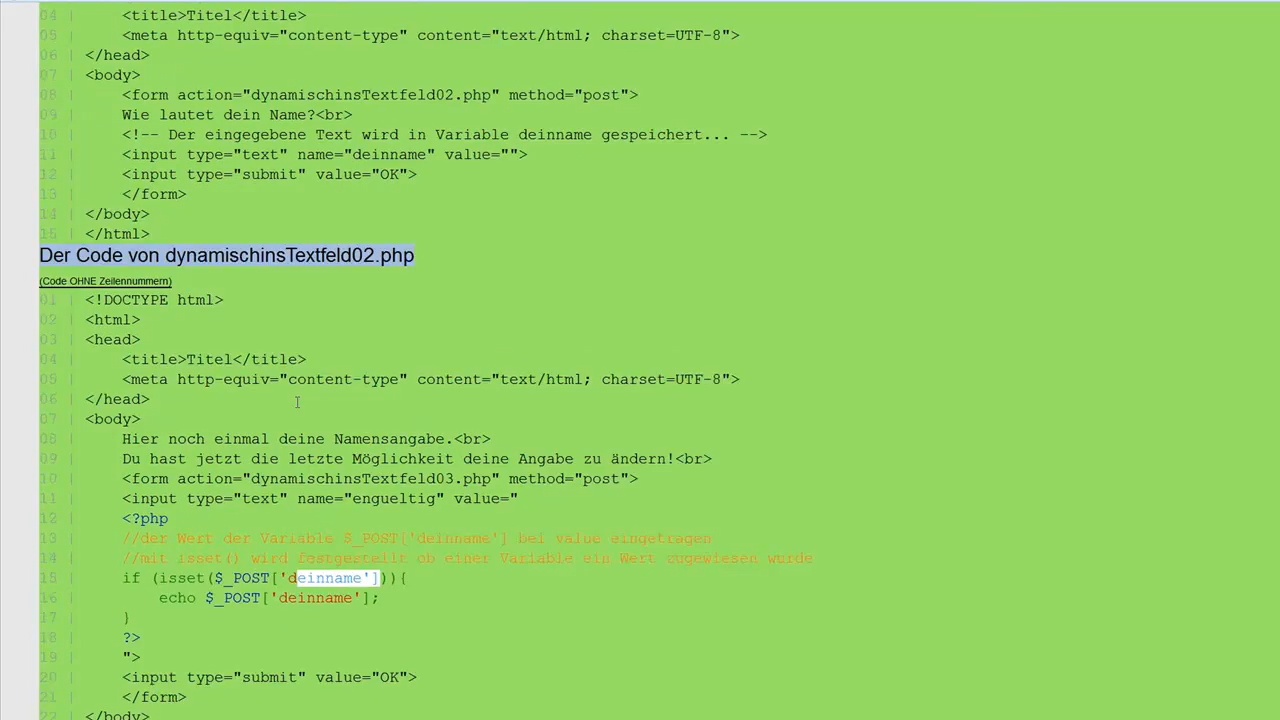 04 | <title>Titel</title>
05 | <meta http-equiv="content-type" content="text/html; charset=UTF-8">
06 | </head>
07 | <body>
08 | <form action="dynamischinsTextfeld02.php" method="post">
09 | Wie lautet dein Name?<br>
10 | <!-- Der eingegebene Text wird in Variable deinname gespeichert... -->
11 | <input type="text" name="deinname" value="">
12 | <input type="submit" value="OK">
13 | </form>
14 | </body>
15 | </html>
Der Code von dynamischinsTextfeld02.php
(Code OHNE Zeilennummern)
01 | <!DOCTYPE html>
02 | <html>
03 | <head>
04 | <title>Titel</title>
05 | <meta http-equiv="content-type" content="text/html; charset=UTF-8">
06 | </head>
07 | <body>
08 | Hier noch einmal deine Namensangabe.<br>
09 | Du hast jetzt die letzte Möglichkeit deine Angabe zu ändern!<br>
10 | <form action="dynamischinsTextfeld03.php" method="post">
11 | <input type="text" name="engueltig" value="
12 | <?php
13 | //der Wert der Variable $_POST['deinname'] bei value eingetragen
14 | //mit isset() wird festgestellt ob einer Variable ein Wert zugewiesen wurde
15 | if (isset($_POST['deinname'])){
16 | echo $_POST['deinname'];
17 | }
18 | ?>
19 | ">
20 | <input type="submit" value="OK">
21 | </form>
22 | </body>